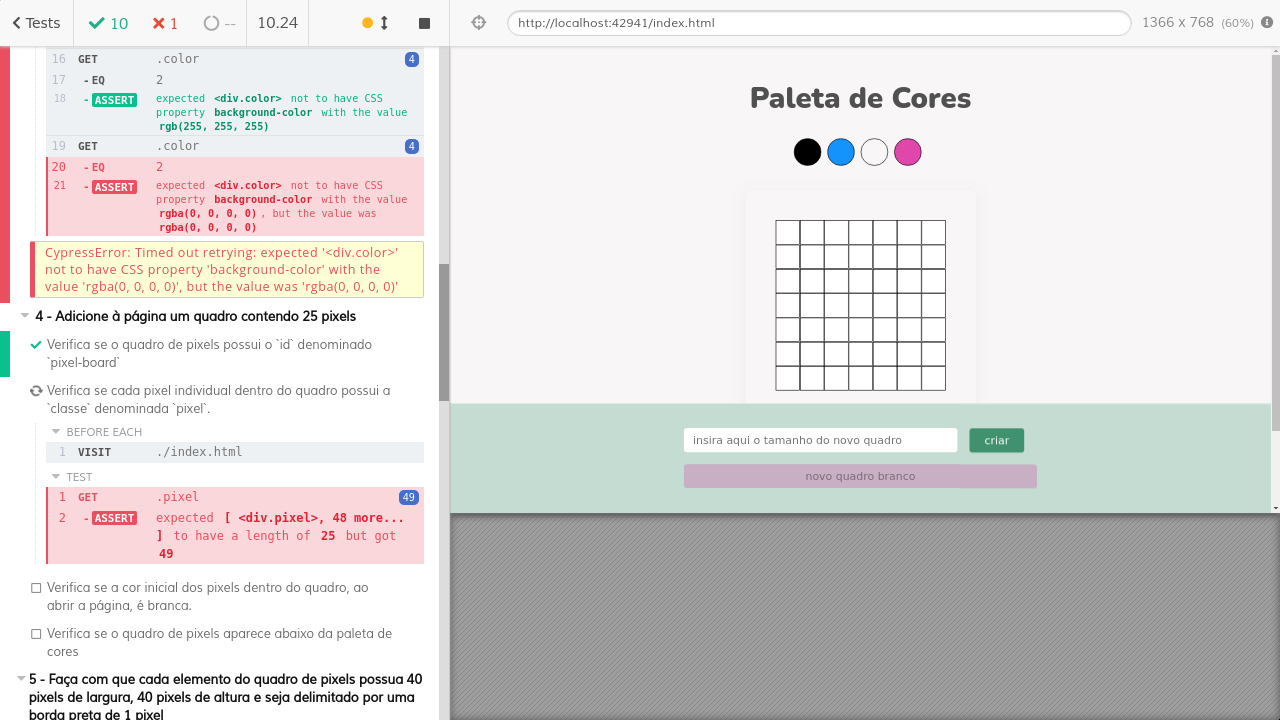 Tests
10
1
--
10.24
http://localhost:42941/index.html
1366 x 768 (60%)
16 GET .color 4
17 - EQ 2
18 - ASSERT expected <div.color> not to have CSS
property background-color with the value
rgb(255, 255, 255)
19 GET .color 4
20 - EQ 2
21 - ASSERT expected <div.color> not to have CSS
property background-color with the value
rgba(0, 0, 0, 0) , but the value was
rgba(0, 0, 0, 0)
CypressError: Timed out retrying: expected '<div.color>'
not to have CSS property 'background-color' with the
value 'rgba(0, 0, 0, 0)', but the value was 'rgba(0, 0, 0, 0)'
4 - Adicione à página um quadro contendo 25 pixels
Verifica se o quadro de pixels possui o `id` denominado
`pixel-board`
Verifica se cada pixel individual dentro do quadro possui a
`classe` denominada `pixel`.
BEFORE EACH
1 VISIT ./index.html
TEST
1 GET .pixel 49
2 - ASSERT expected [ <div.pixel>, 48 more...
] to have a length of 25 but got
49
Verifica se a cor inicial dos pixels dentro do quadro, ao
abrir a página, é branca.
Verifica se o quadro de pixels aparece abaixo da paleta de
cores
5 - Faça com que cada elemento do quadro de pixels possua 40
pixels de largura, 40 pixels de altura e seja delimitado por uma
borda preta de 1 pixel
Paleta de Cores
insira aqui o tamanho do novo quadro
criar
novo quadro branco